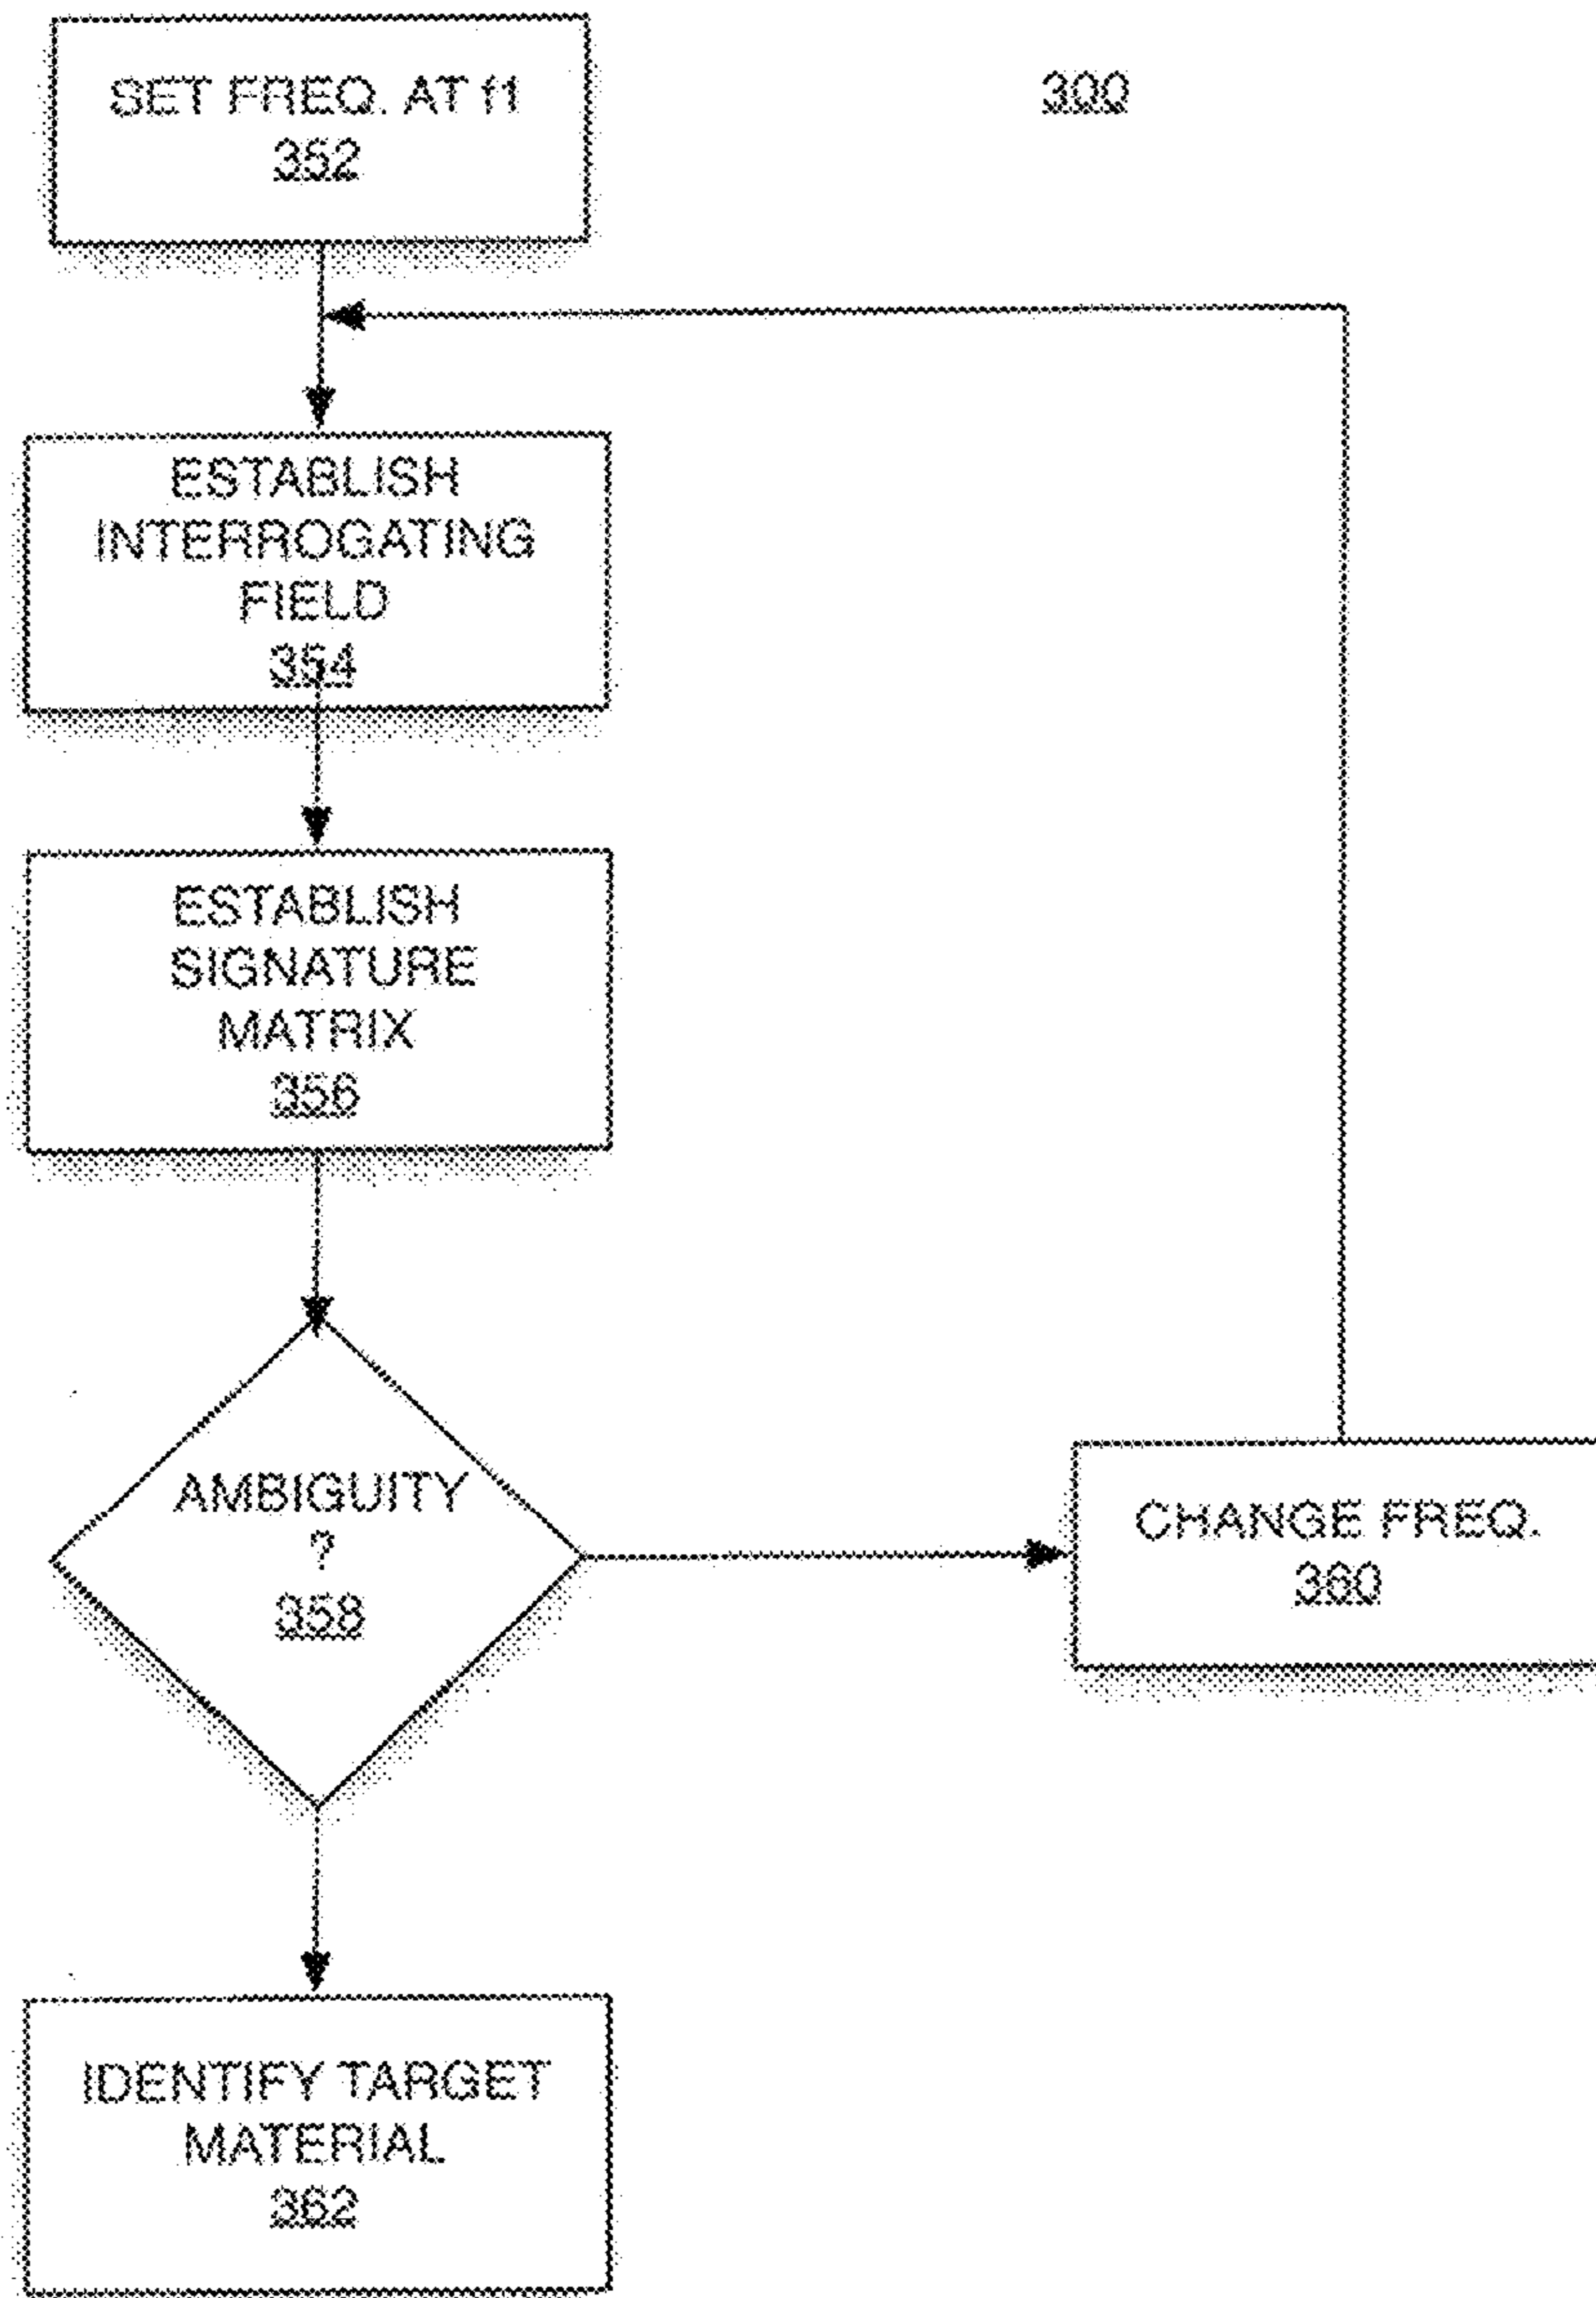 SET FREQ. AT f1
352
300
ESTABLISH
INTERROGATING
FIELD
354
ESTABLISH
SIGNATURE
MATRIX
356
AMBIGUITY
?
358
CHANGE FREQ.
360
IDENTIFY TARGET
MATERIAL
362